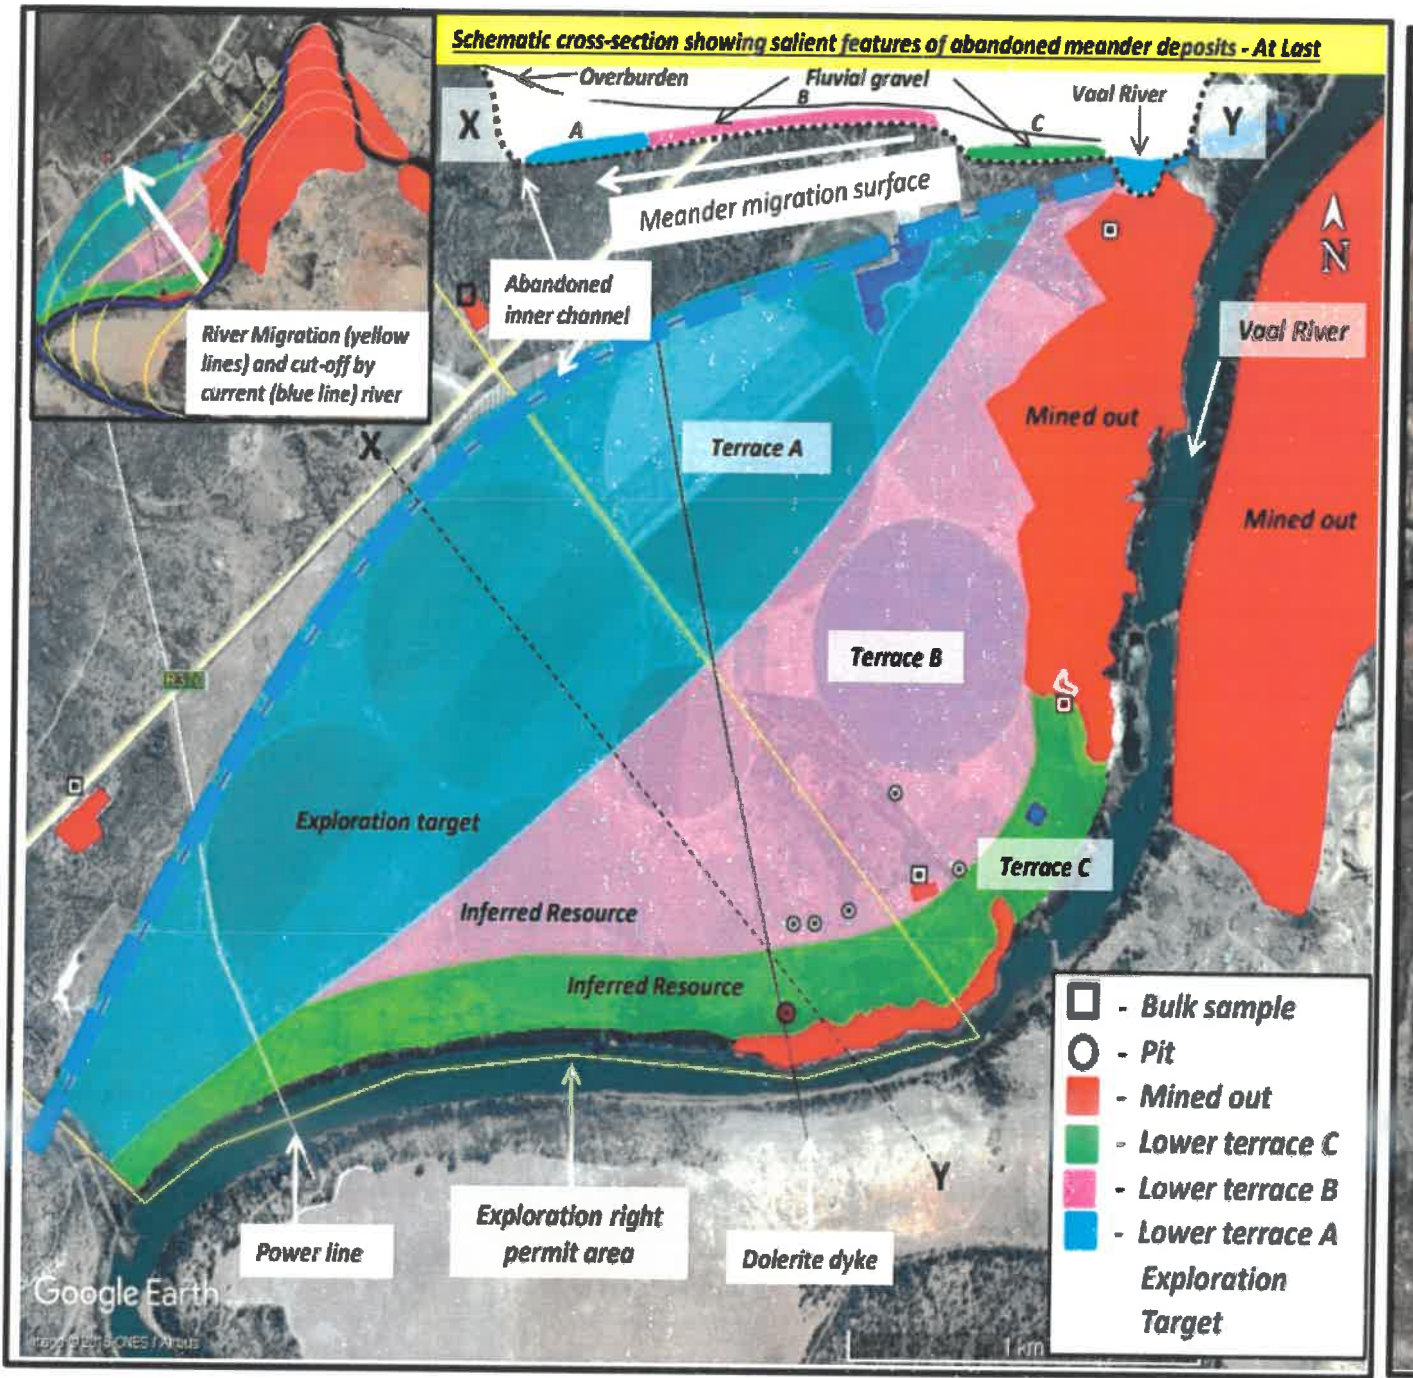 Schematic cross-section showing salient features of abandoned meander deposits - At Last
Overburden
Fluvial gravel
Vaal River
X
A
B
C
Y
Meander migration surface
Abandoned
inner channel
River Migration (yellow
lines) and cut-off by
current (blue line) river
N
Vaal River
X
Terrace A
Mined out
Mined out
Terrace B
Exploration target
Terrace C
Inferred Resource
Inferred Resource
Y
Power line
Exploration right
permit area
Dolerite dyke
- Bulk sample
- Pit
- Mined out
- Lower terrace C
- Lower terrace B
- Lower terrace A
Exploration
Target
Google Earth
1 km